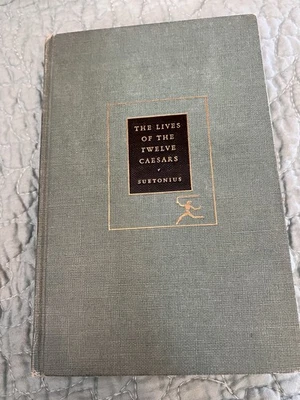 THE LIVES
OF THE
TWELVE
CAESARS
SUETONIUS